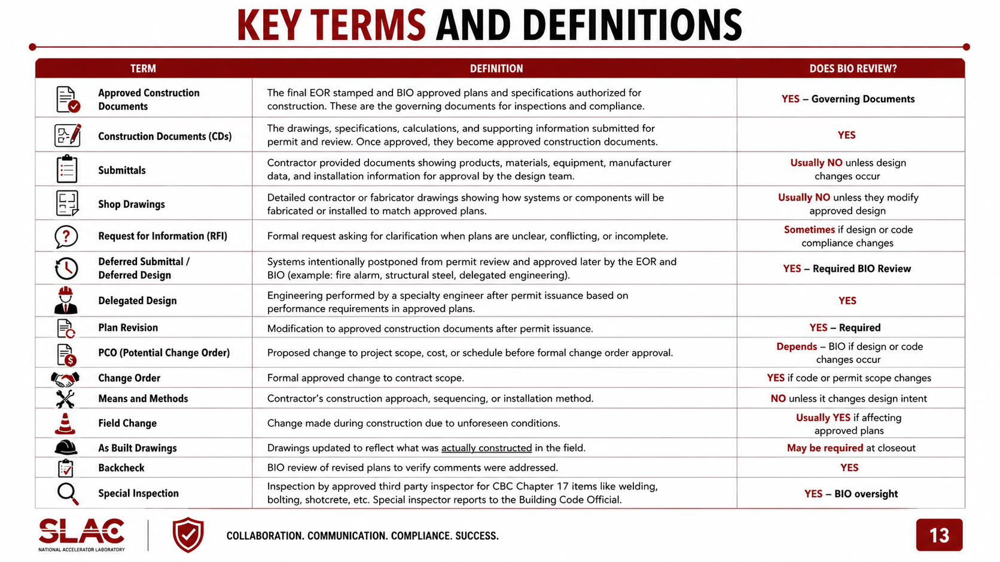 KEY TERMS AND DEFINITIONS
TERM
DEFINITION
DOES BIO REVIEW?
Approved Construction
Documents
The final EOR stamped and BIO approved plans and specifications authorized for
construction. These are the governing documents for inspections and compliance.
YES – Governing Documents
Construction Documents (CDs)
The drawings, specifications, calculations, and supporting information submitted for
permit and review. Once approved, they become approved construction documents.
YES
Submittals
Contractor provided documents showing products, materials, equipment, manufacturer
data, and installation information for approval by the design team.
Usually NO unless design
changes occur
Shop Drawings
Detailed contractor or fabricator drawings showing how systems or components will be
fabricated or installed to match approved plans.
Usually NO unless they modify
approved design
?
Request for Information (RFI)
Formal request asking for clarification when plans are unclear, conflicting, or incomplete.
Sometimes if design or code
compliance changes
Deferred Submittal /
Deferred Design
Systems intentionally postponed from permit review and approved later by the EOR and
BIO (example: fire alarm, structural steel, delegated engineering).
YES – Required BIO Review
Delegated Design
Engineering performed by a specialty engineer after permit issuance based on
performance requirements in approved plans.
YES
Plan Revision
Modification to approved construction documents after permit issuance.
YES – Required
$
PCO (Potential Change Order)
Proposed change to project scope, cost, or schedule before formal change order approval.
Depends – BIO if design or code
changes occur
Change Order
Formal approved change to contract scope.
YES if code or permit scope changes
Means and Methods
Contractor's construction approach, sequencing, or installation method.
NO unless it changes design intent
Field Change
Change made during construction due to unforeseen conditions.
Usually YES if affecting
approved plans
As Built Drawings
Drawings updated to reflect what was actually constructed in the field.
May be required at closeout
Backcheck
BIO review of revised plans to verify comments were addressed.
YES
Special Inspection
Inspection by approved third party inspector for CBC Chapter 17 items like welding,
bolting, shotcrete, etc. Special inspector reports to the Building Code Official.
YES – BIO oversight
SLAC
NATIONAL ACCELERATOR LABORATORY
COLLABORATION. COMMUNICATION. COMPLIANCE. SUCCESS.
13